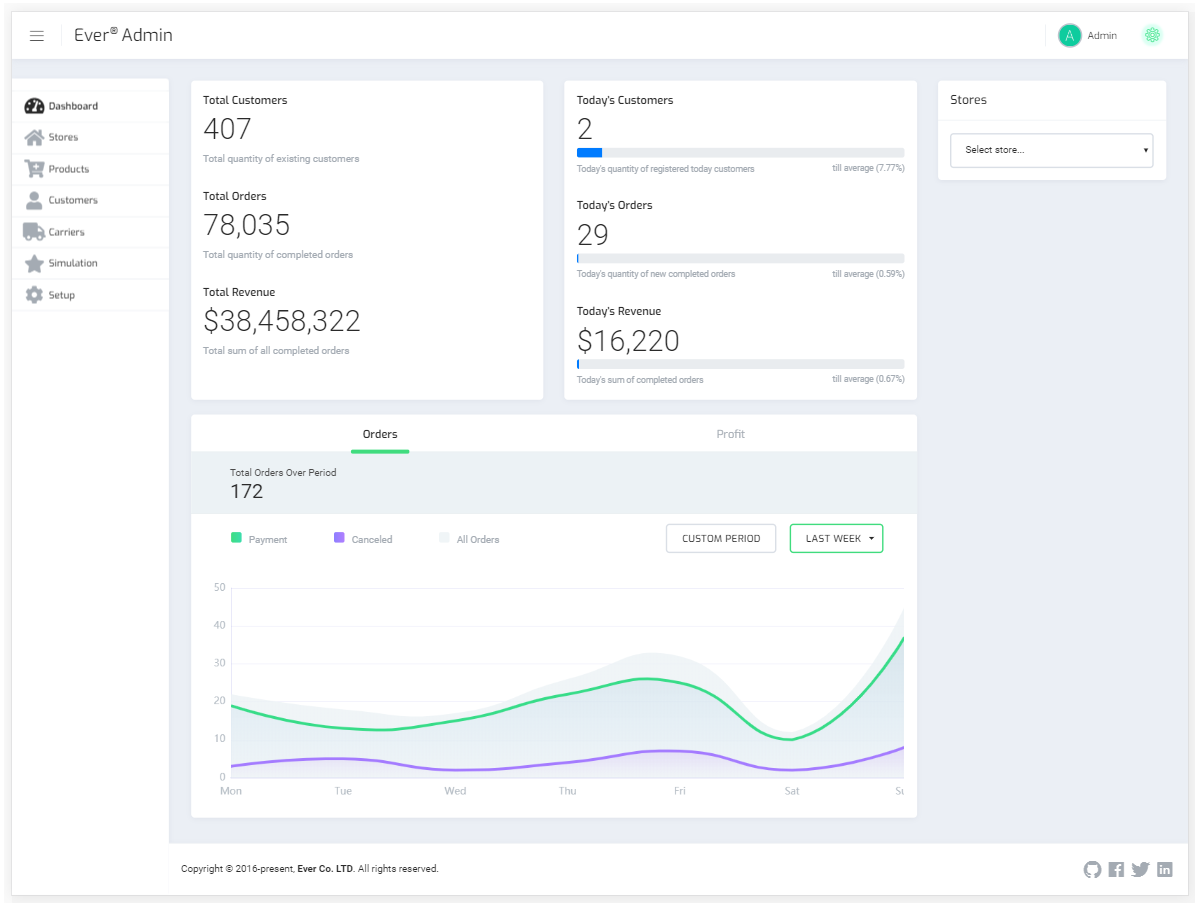 Ever® Admin
A Admin
Dashboard
Stores
Products
Customers
Carriers
Simulation
Setup
Total Customers
407
Total quantity of existing customers
Total Orders
78,035
Total quantity of completed orders
Total Revenue
$38,458,322
Total sum of all completed orders
Today's Customers
2
Today's quantity of registered today customers till average (7.77%)
Today's Orders
29
Today's quantity of new completed orders till average (0.59%)
Today's Revenue
$16,220
Today's sum of completed orders till average (0.67%)
Stores
Select store...
Orders Profit
Total Orders Over Period
172
Payment Canceled All Orders CUSTOM PERIOD LAST WEEK
50
40
30
20
10
0
Mon Tue Wed Thu Fri Sat Su
Copyright © 2016-present, Ever Co. LTD. All rights reserved.